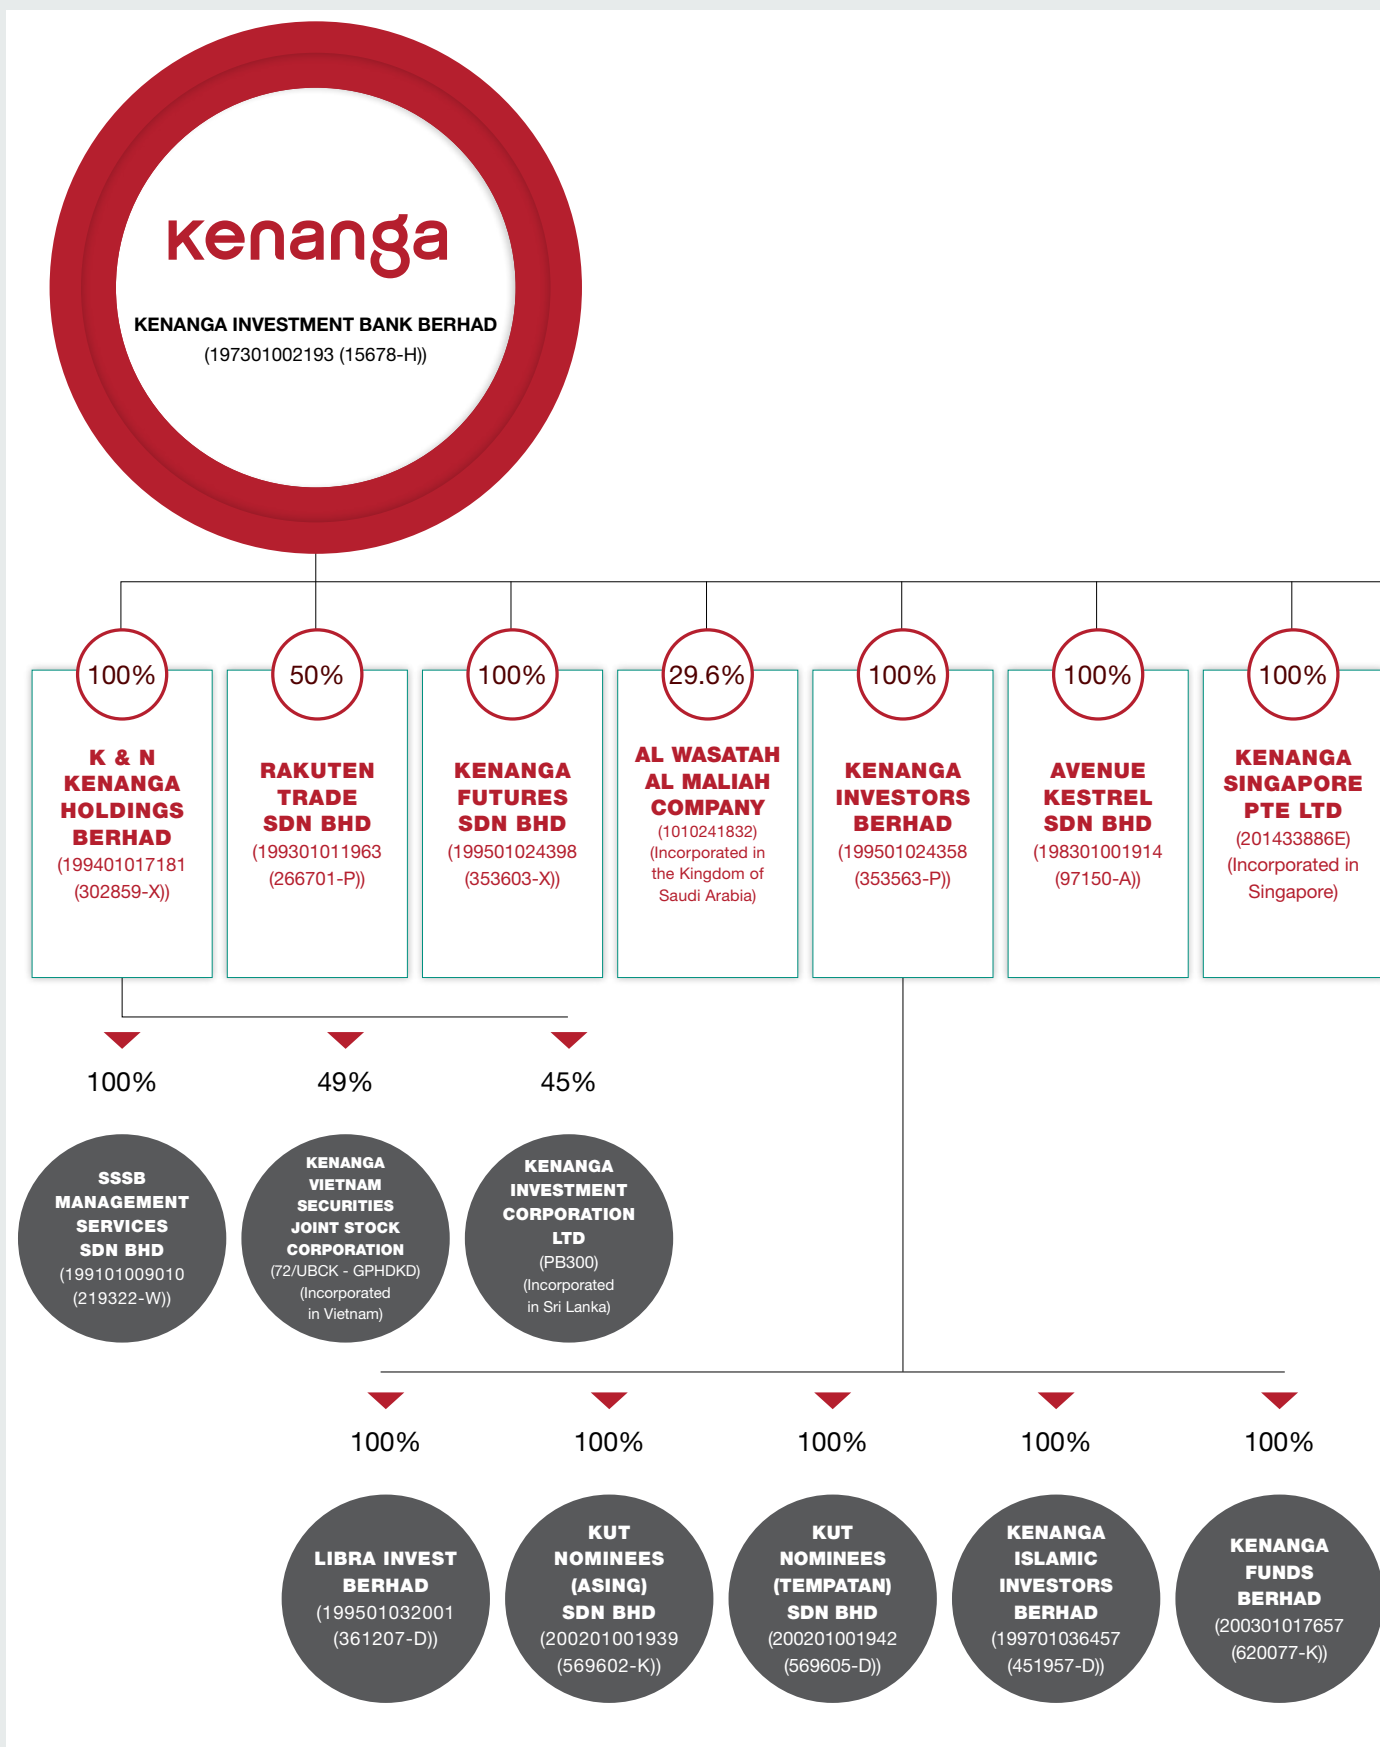 Kenanga
KENANGA INVESTMENT BANK BERHAD
(197301002193 (15678-H))
100%
K & N
KENANGA
HOLDINGS
BERHAD
(199401017181
(302859-X))
50%
RAKUTEN
TRADE
SDN BHD
(199301011963
(266701-P))
100%
KENANGA
FUTURES
SDN BHD
(199501024398
(353603-X))
29.6%
AL WASATAH
AL MALIAH
COMPANY
(1010241832)
(Incorporated in
the Kingdom of
Saudi Arabia)
100%
KENANGA
INVESTORS
BERHAD
(199501024358
(353563-P))
100%
AVENUE
KESTREL
SDN BHD
(198301001914
(97150-A))
100%
KENANGA
SINGAPORE
PTE LTD
(201433886E)
(Incorporated in
Singapore)
100%
SSSB
MANAGEMENT
SERVICES
SDN BHD
(199101009010
(219322-W))
49%
KENANGA
VIETNAM
SECURITIES
JOINT STOCK
CORPORATION
(72/UBCK - GPHDKD)
(Incorporated
in Vietnam)
45%
KENANGA
INVESTMENT
CORPORATION
LTD
(PB300)
(Incorporated
in Sri Lanka)
100%
LIBRA INVEST
BERHAD
(199501032001
(361207-D))
100%
KUT
NOMINEES
(ASING)
SDN BHD
(200201001939
(569602-K))
100%
KUT
NOMINEES
(TEMPATAN)
SDN BHD
(200201001942
(569605-D))
100%
KENANGA
ISLAMIC
INVESTORS
BERHAD
(199701036457
(451957-D))
100%
KENANGA
FUNDS
BERHAD
(200301017657
(620077-K))